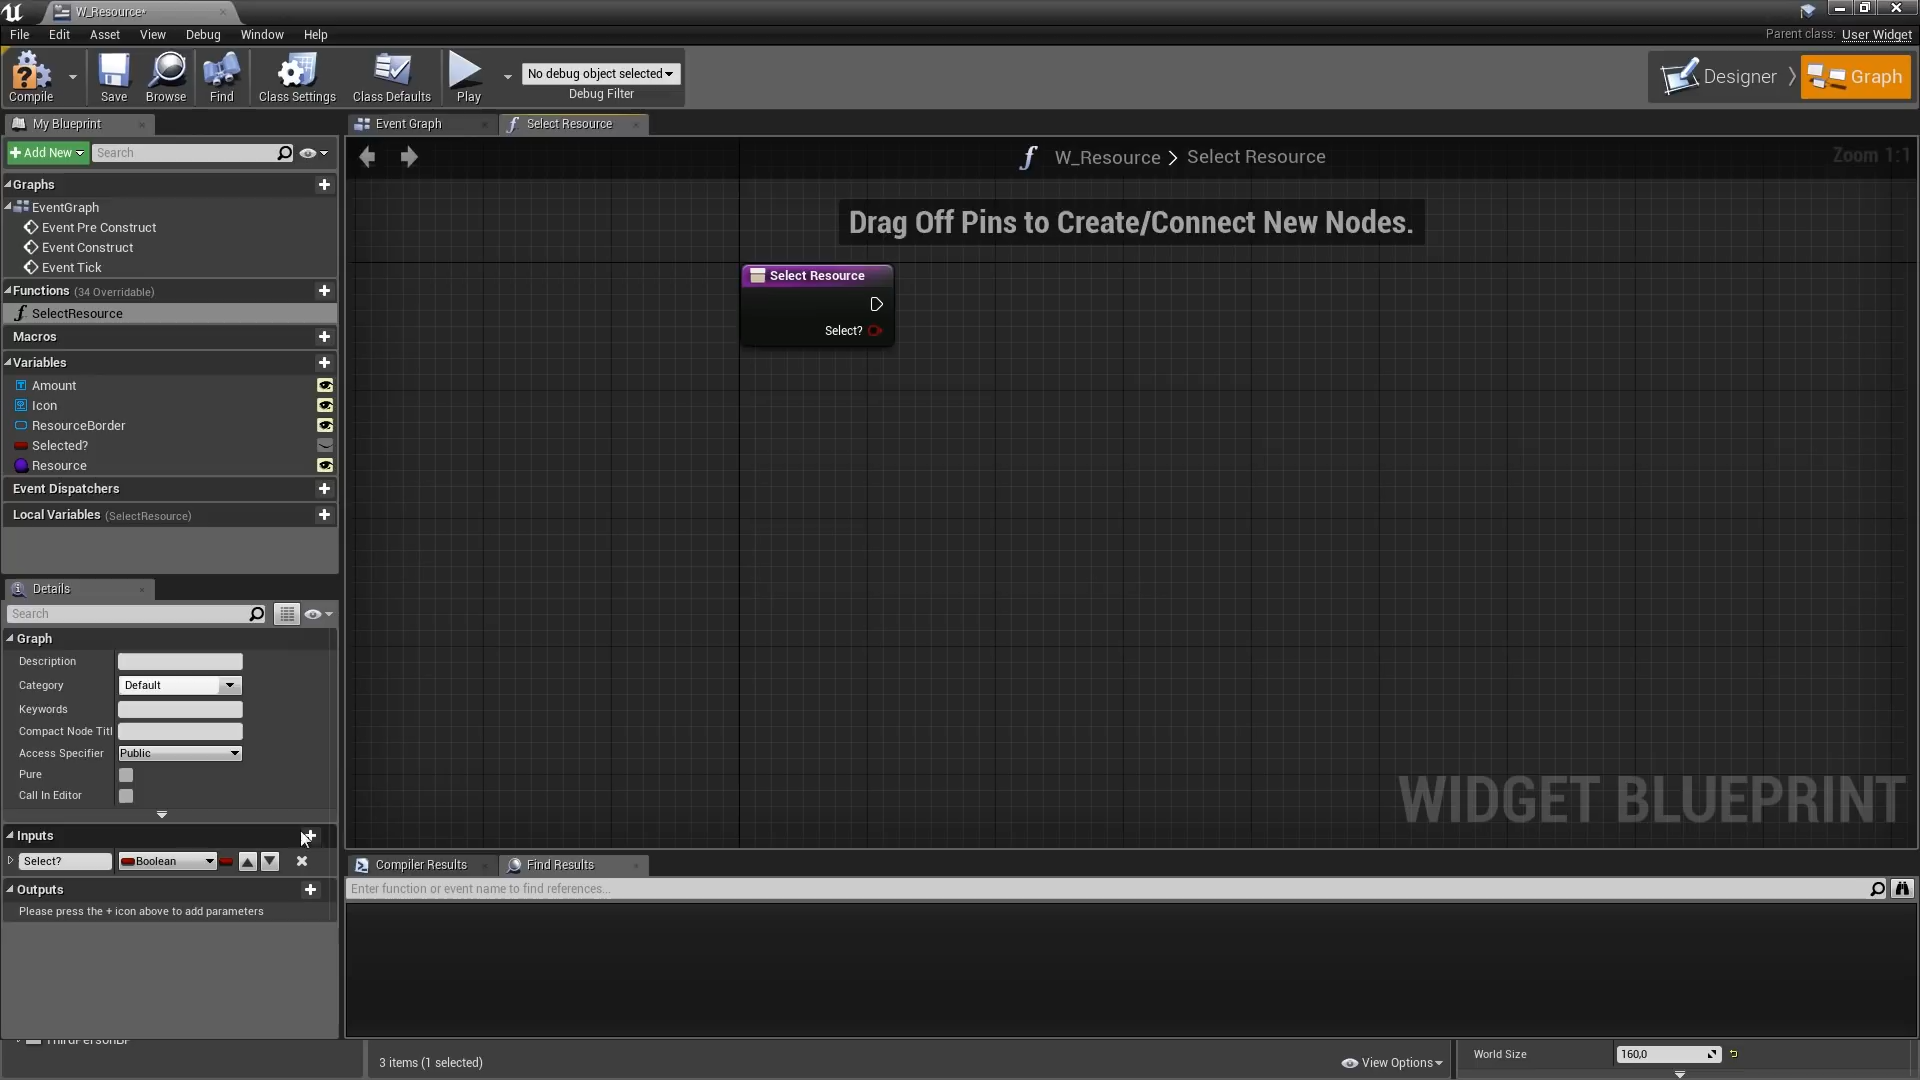 W_Resource*
File Edit Asset View Debug Window Help
Parent class: User Widget
Compile Save Browse Find Class Settings Class Defaults Play
No debug object selected
Debug Filter
Designer Graph
My Blueprint
Event Graph
Select Resource
Add New
Search
W_Resource > Select Resource
Zoom 1:1
Graphs
EventGraph
Event Pre Construct
Event Construct
Event Tick
Functions (34 Overridable)
SelectResource
Macros
Variables
Amount
Icon
ResourceBorder
Selected?
Resource
Event Dispatchers
Local Variables (SelectResource)
Drag Off Pins to Create/Connect New Nodes.
Select Resource
Select?
WIDGET BLUEPRINT
Details
Search
Graph
Description
Category Default
Keywords
Compact Node Titl
Access Specifier Public
Pure
Call In Editor
Inputs
Select? Boolean
Outputs
Please press the + icon above to add parameters
Compiler Results
Find Results
Enter function or event name to find references...
ThirdPersonBP
3 items (1 selected)
View Options
World Size 160,0